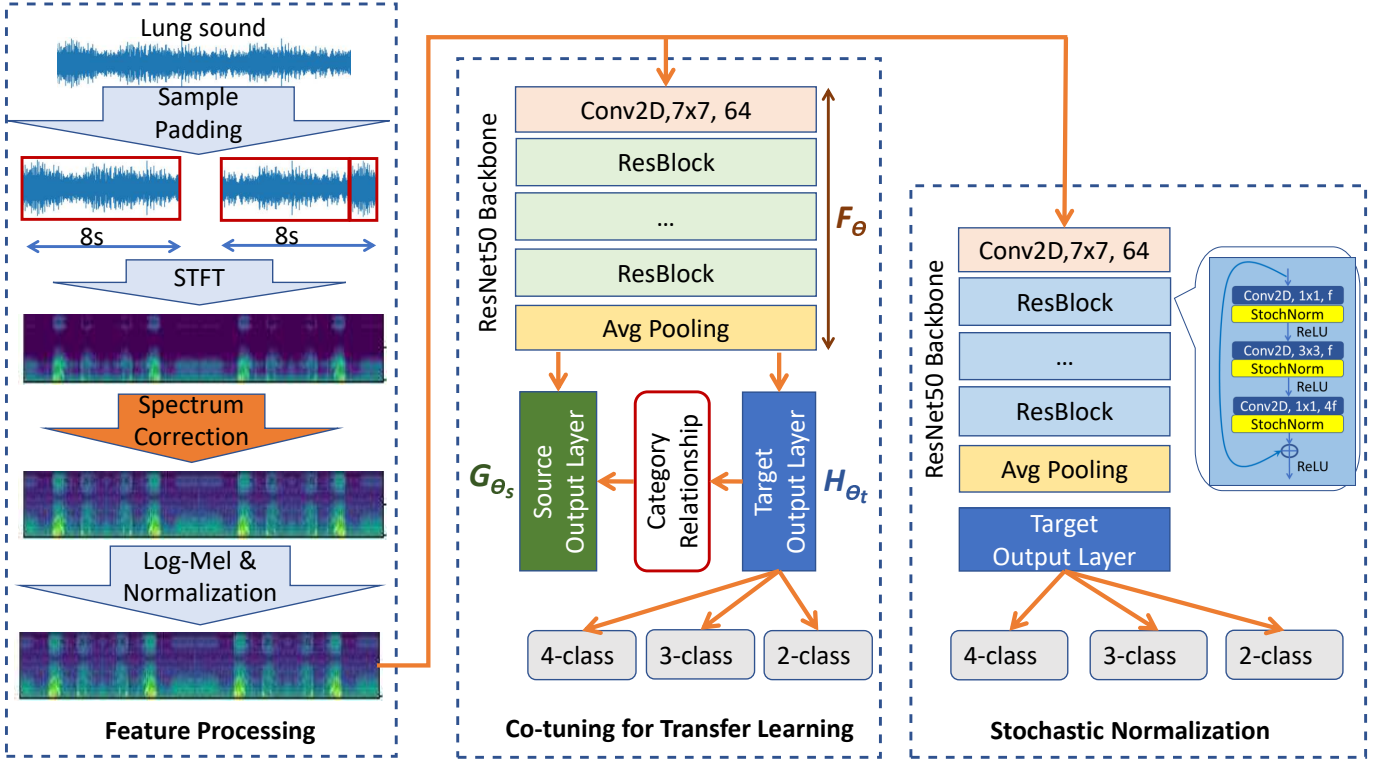 Lung sound
Sample
Padding
8s
8s
STFT
Spectrum
Correction
Log-Mel &
Normalization
Feature Processing
ResNet50 Backbone
Conv2D,7x7, 64
ResBlock
...
ResBlock
Avg Pooling
Fθ
Gθs
Source
Output Layer
Category
Relationship
Target
Output Layer
Hθt
4-class
3-class
2-class
Co-tuning for Transfer Learning
ResNet50 Backbone
Conv2D,7x7, 64
ResBlock
...
ResBlock
Avg Pooling
Target
Output Layer
4-class
3-class
2-class
Conv2D, 1x1, f
StochNorm
ReLU
Conv2D, 3x3, f
StochNorm
ReLU
Conv2D, 1x1, 4f
StochNorm
ReLU
Stochastic Normalization